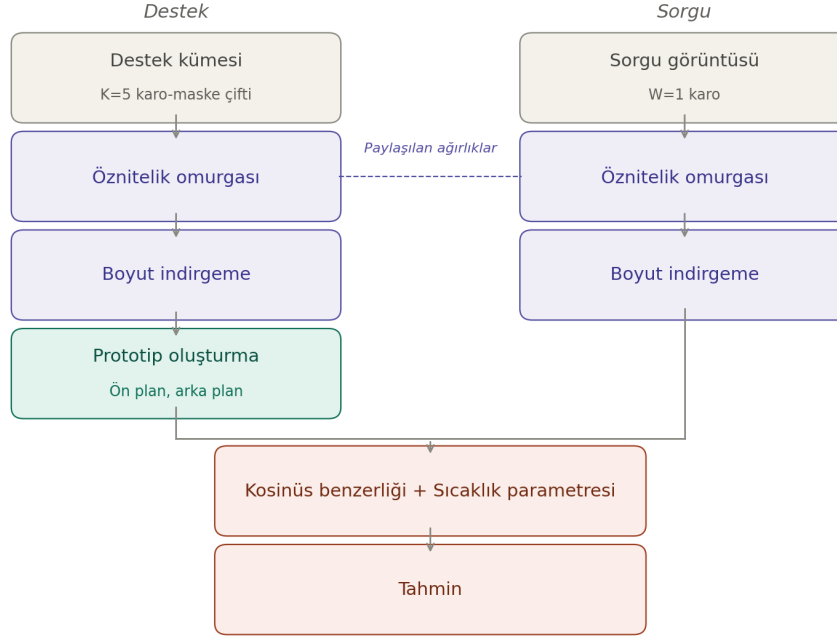 Destek
Sorgu
Destek kümesi
K=5 karo-maske çifti
Sorgu görüntüsü
W=1 karo
Öznitelik omurgası
Paylaşılan ağırlıklar
Öznitelik omurgası
Boyut indirgeme
Boyut indirgeme
Prototip oluşturma
Ön plan, arka plan
Kosinüs benzerliği + Sıcaklık parametresi
Tahmin